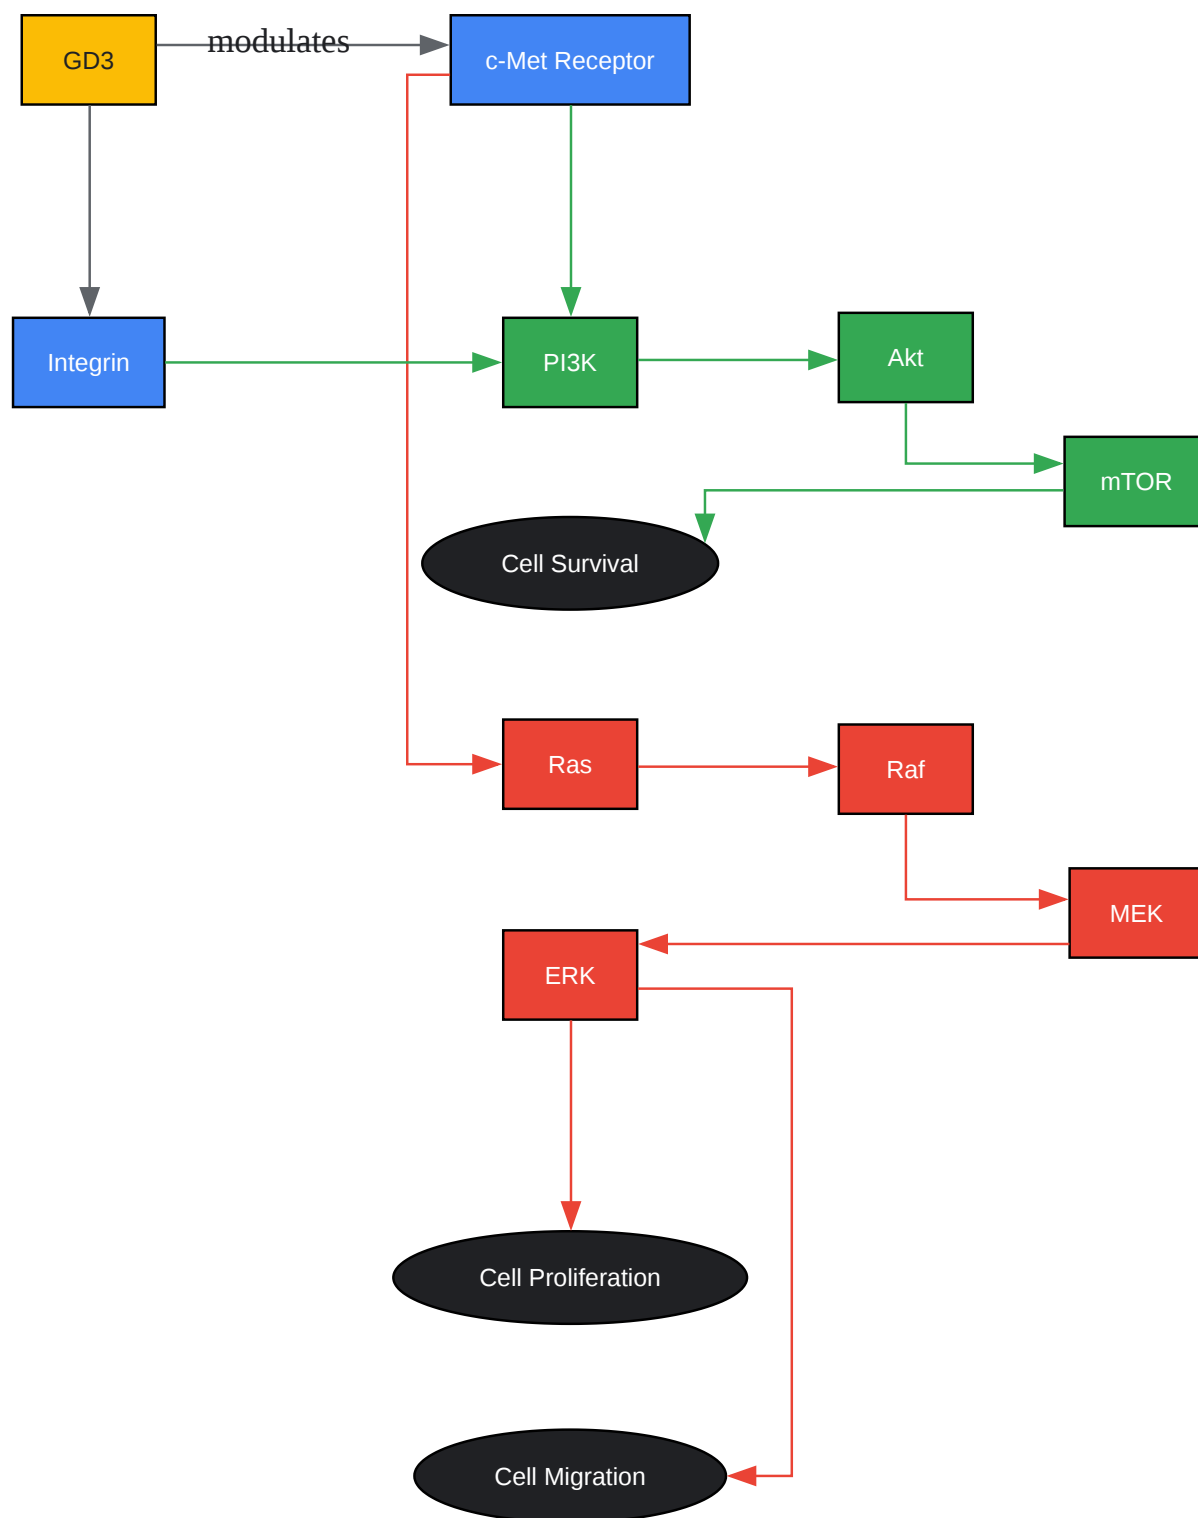 GD3
modulates
c-Met Receptor
Integrin
PI3K
Akt
mTOR
Cell Survival
Ras
Raf
MEK
ERK
Cell Proliferation
Cell Migration